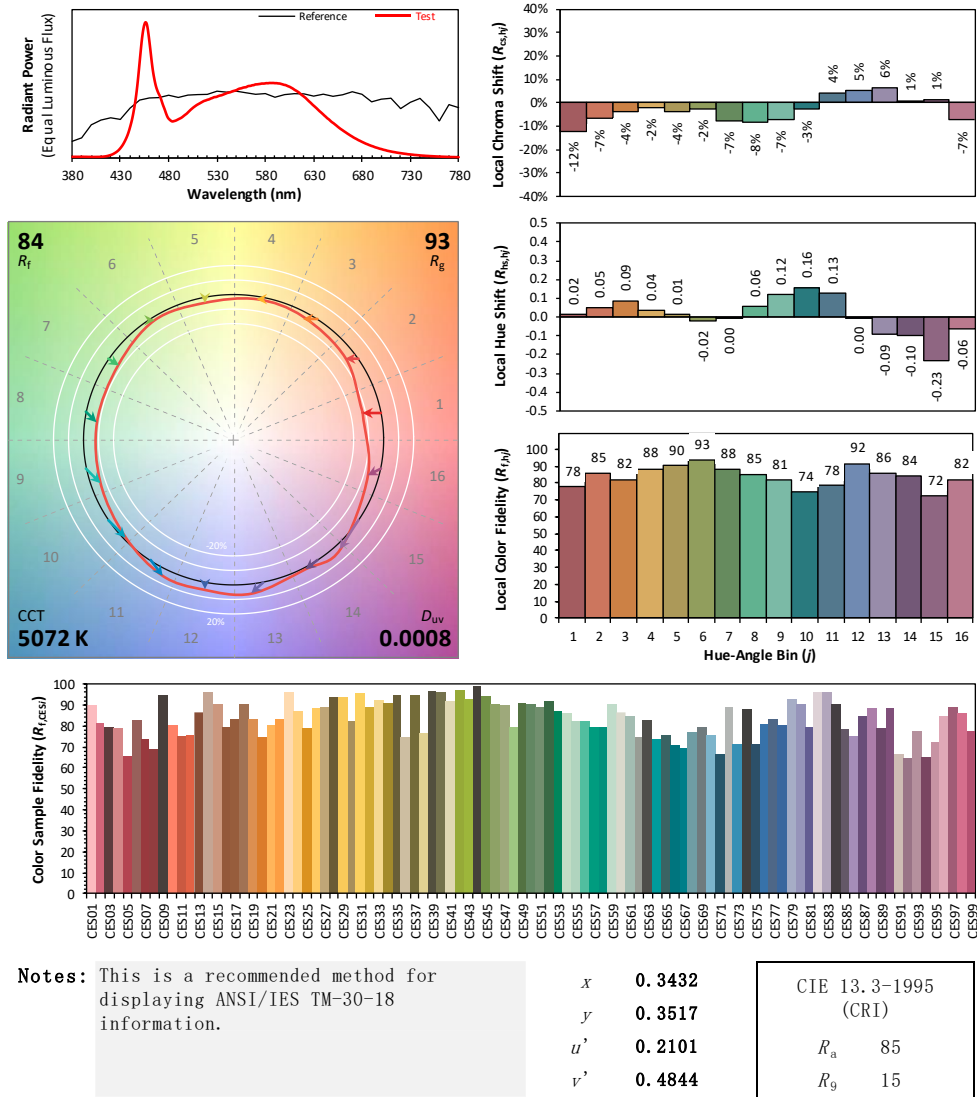 Reference Test
Radiant Power
(Equal Luminous Flux)
380 430 480 530 580 630 680 730 780
Wavelength (nm)
Local Chroma Shift (Rcs,hj)
40%
30%
20%
10%
0%
-10%
-20%
-30%
-40%
-12% -7% -4% -2% -4% -2% -7% -8% -7% -3% 4% 5% 6% 1% 1% -7%
84
Rf
93
Rg
1 2 3 4 5 6 7 8 9 10 11 12 13 14 15 16
-20%
20%
CCT
5072 K
Duv
0.0008
Local Hue Shift (Rhs,hj)
0.5
0.4
0.3
0.2
0.1
0.0
-0.1
-0.2
-0.3
-0.4
-0.5
0.02 0.05 0.09 0.04 0.01 -0.02 0.00 0.06 0.12 0.16 0.13 0.00 -0.09 -0.10 -0.23 -0.06
Local Color Fidelity (Rf,hj)
100
90
80
70
60
50
40
30
20
10
0
78 85 82 88 90 93 88 85 81 74 78 92 86 84 72 82
1 2 3 4 5 6 7 8 9 10 11 12 13 14 15 16
Hue-Angle Bin (j)
Color Sample Fidelity (Rf,CESi)
100
90
80
70
60
50
40
30
20
10
0
CES01 CES03 CES05 CES07 CES09 CES11 CES13 CES15 CES17 CES19 CES21 CES23 CES25 CES27 CES29 CES31 CES33 CES35 CES37 CES39 CES41 CES43 CES45 CES47 CES49 CES51 CES53 CES55 CES57 CES59 CES61 CES63 CES65 CES67 CES69 CES71 CES73 CES75 CES77 CES79 CES81 CES83 CES85 CES87 CES89 CES91 CES93 CES95 CES97 CES99
Notes: This is a recommended method for
displaying ANSI/IES TM-30-18
information.
x 0.3432
y 0.3517
u' 0.2101
v' 0.4844
CIE 13.3-1995
(CRI)
Ra 85
R9 15